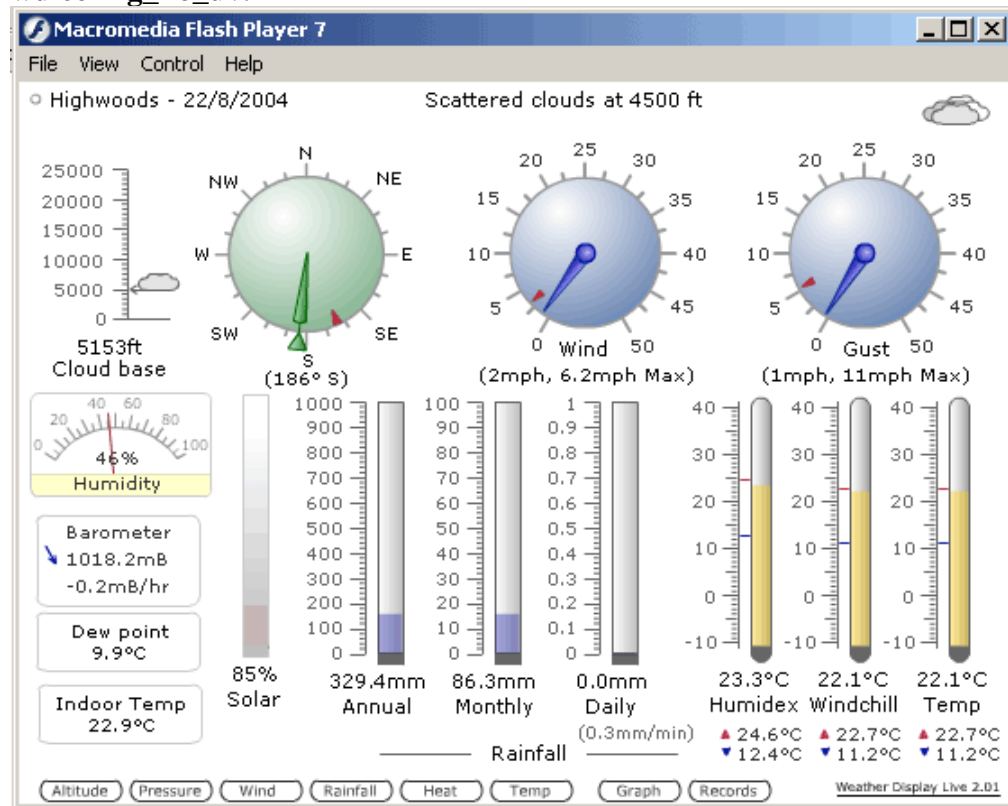 Macromedia Flash Player 7
File View Control Help
Highwoods - 22/8/2004 Scattered clouds at 4500 ft
25000
20000
15000
10000
5000
0
5153ft
Cloud base
N
NE
E
SE
S
SW
W
NW
(186° S)
0 5 10 15 20 25 30 35 40 45 50
Wind
(2mph, 6.2mph Max)
0 5 10 15 20 25 30 35 40 45 50
Gust
(1mph, 11mph Max)
0 20 40 60 80 100
46%
Humidity
Barometer
1018.2mB
-0.2mB/hr
Dew point
9.9°C
Indoor Temp
22.9°C
85%
Solar
1000
900
800
700
600
500
400
300
200
100
0
329.4mm
Annual
100
90
80
70
60
50
40
30
20
10
0
86.3mm
Monthly
1
0.9
0.8
0.7
0.6
0.5
0.4
0.3
0.2
0.1
0
0.0mm
Daily
(0.3mm/min)
Rainfall
40
30
20
10
0
-10
23.3°C
Humidex
24.6°C
12.4°C
40
30
20
10
0
-10
22.1°C
Windchill
22.7°C
11.2°C
40
30
20
10
0
-10
22.1°C
Temp
22.7°C
11.2°C
Altitude Pressure Wind Rainfall Heat Temp Graph Records
Weather Display Live 2.01